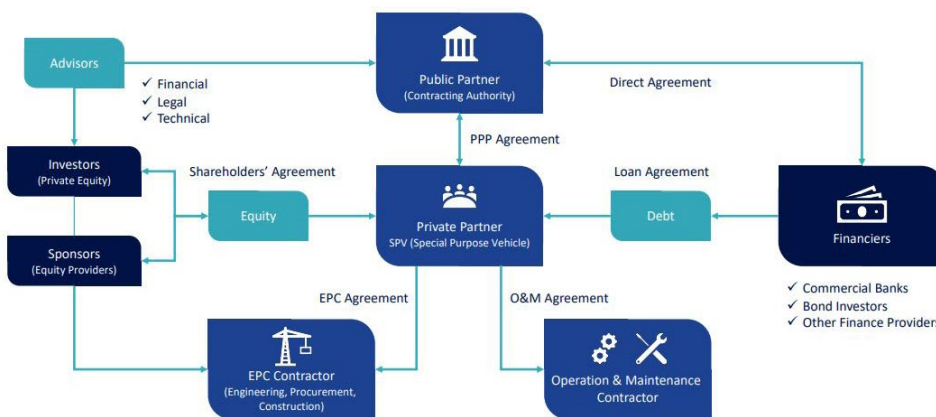 Advisors
✓ Financial
✓ Legal
✓ Technical
Public Partner
(Contracting Authority)
Direct Agreement
PPP Agreement
Investors
(Private Equity)
Shareholders’ Agreement
Equity
Private Partner
SPV (Special Purpose Vehicle)
Loan Agreement
Debt
Financiers
Sponsors
(Equity Providers)
✓ Commercial Banks
✓ Bond Investors
✓ Other Finance Providers
EPC Agreement
O&M Agreement
EPC Contractor
(Engineering, Procurement,
Construction)
Operation & Maintenance
Contractor